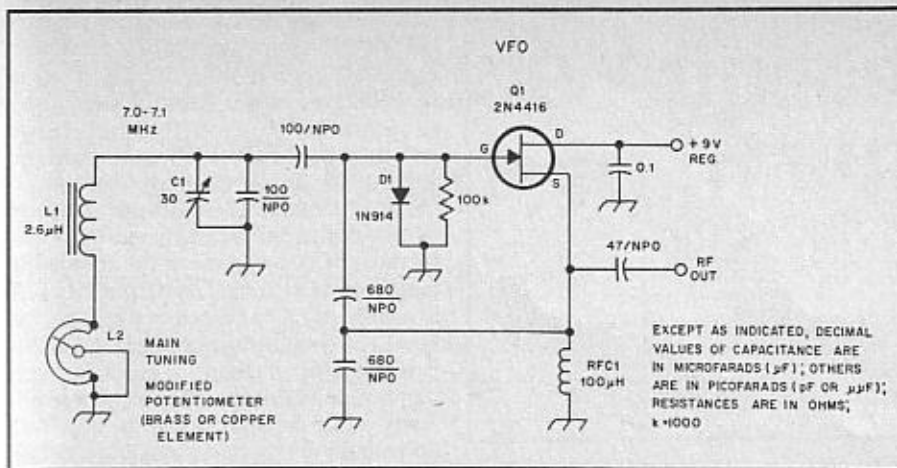 VFO
7.0-7.1
MHz
100/NPO
Q1
2N4416
G
D
S
+9V
REG.
0.1
C1
30
100
NPO
D1
1N914
100k
L1
2.6µH
47/NPO
RF
OUT
680
NPO
680
NPO
L2
MAIN
TUNING
MODIFIED
POTENTIOMETER
(BRASS OR COPPER
ELEMENT)
RFC1
100µH
EXCEPT AS INDICATED, DECIMAL
VALUES OF CAPACITANCE ARE
IN MICROFARADS (µF); OTHERS
ARE IN PICOFARADS (pF OR µµF);
RESISTANCES ARE IN OHMS;
k=1000